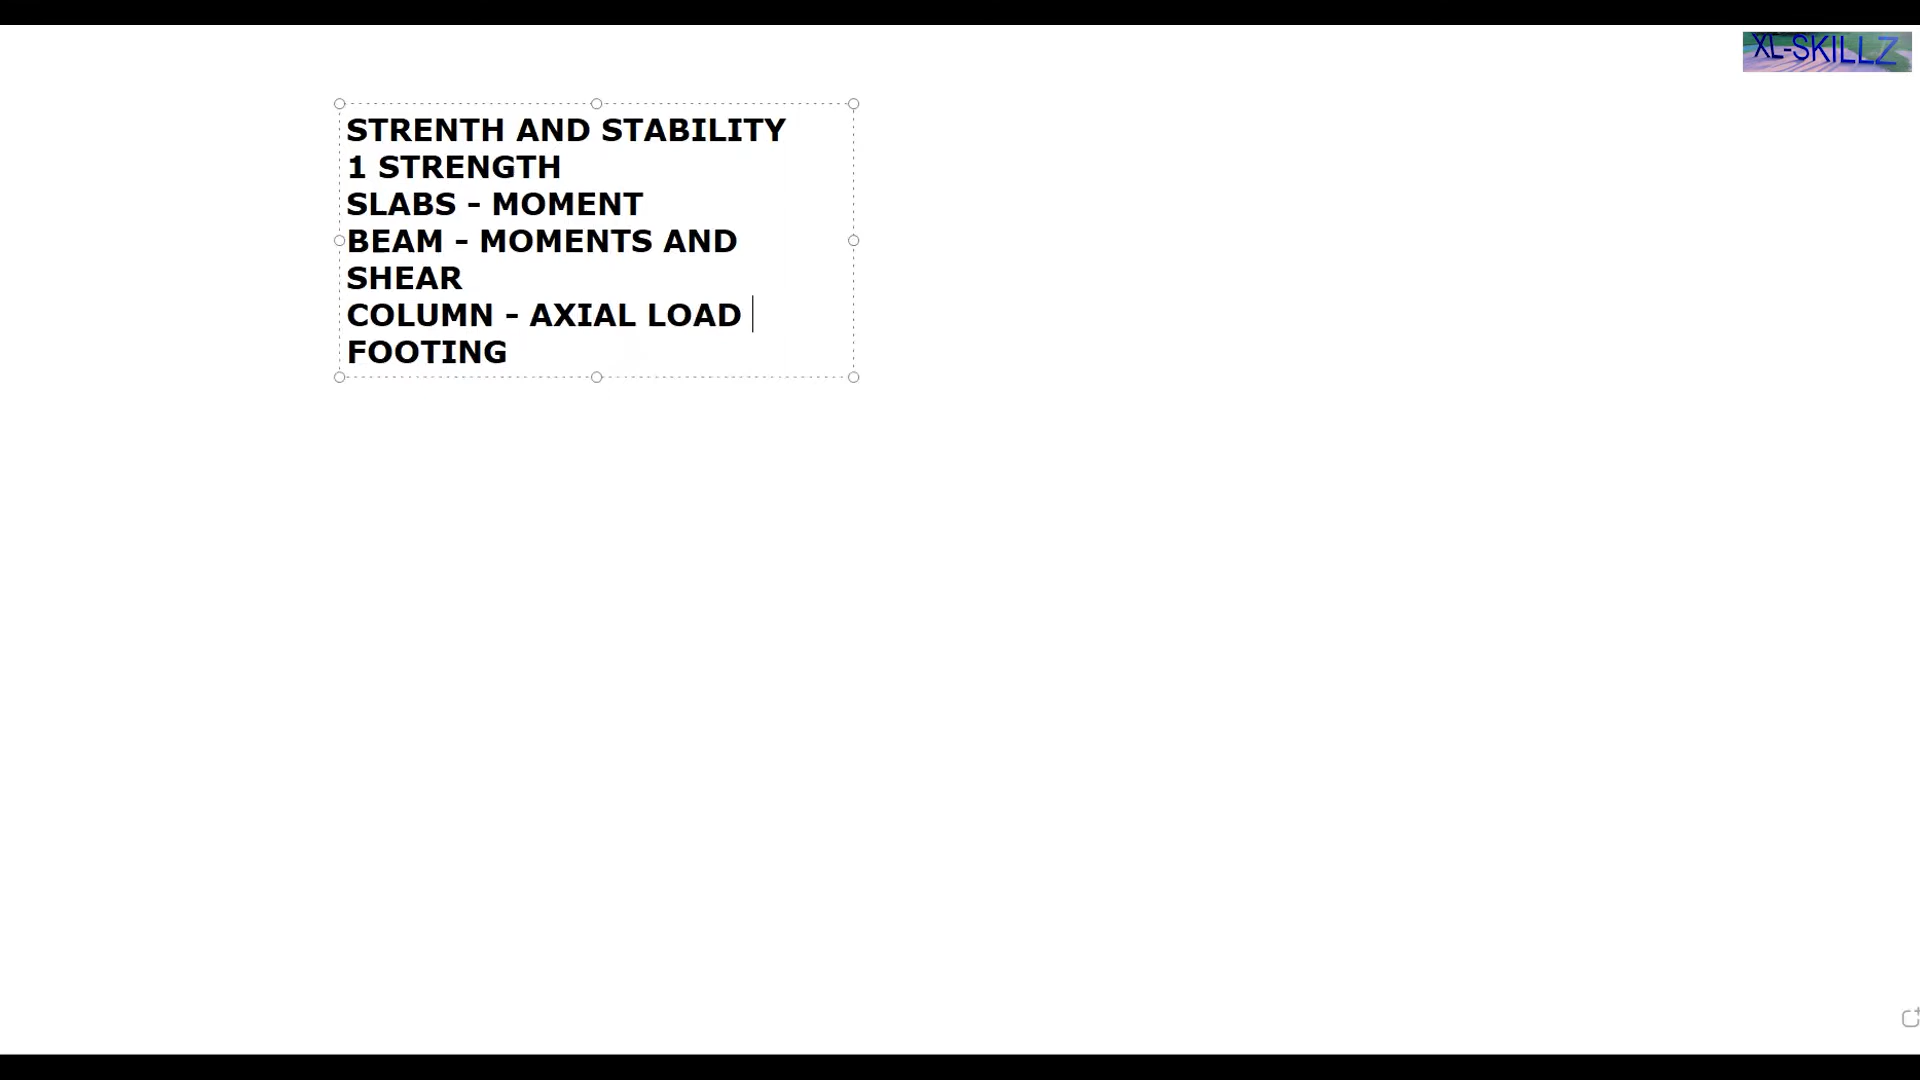 XL-SKILLZ
STRENTH AND STABILITY
1 STRENGTH
SLABS - MOMENT
BEAM - MOMENTS AND
SHEAR
COLUMN - AXIAL LOAD
FOOTING